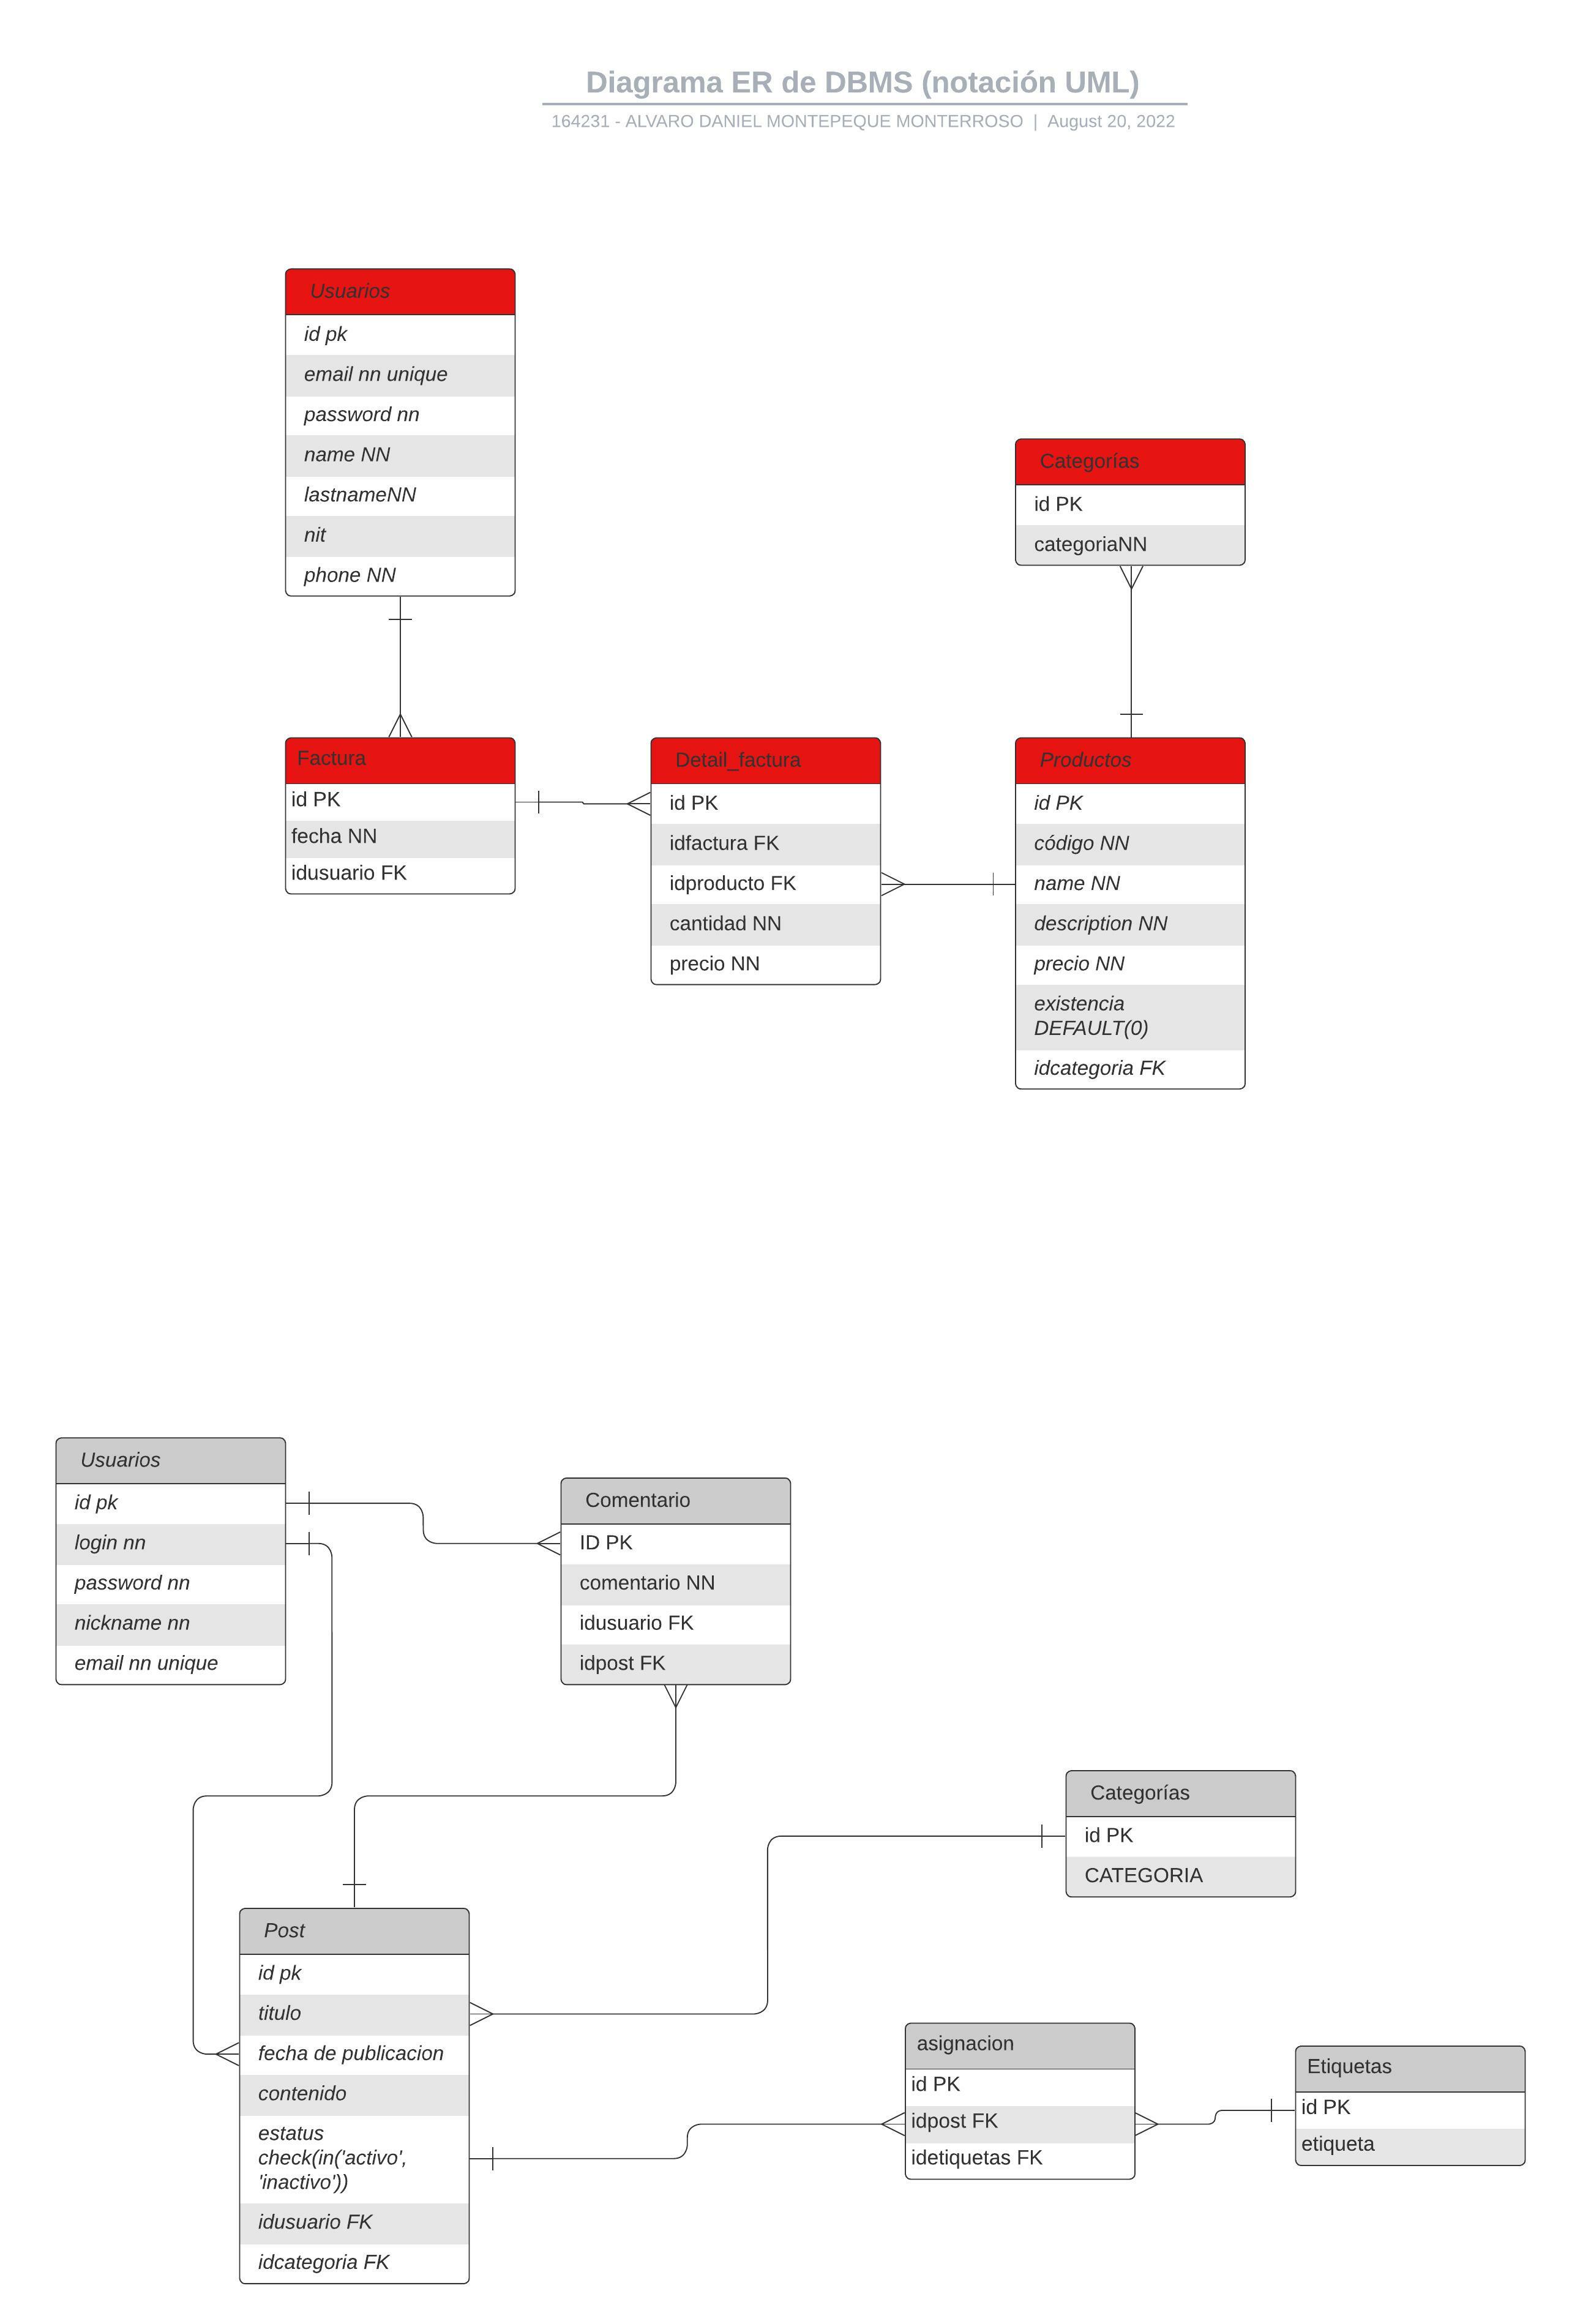 Diagrama ER de DBMS (notación UML)
164231 - ALVARO DANIEL MONTEPEQUE MONTERROSO | August 20, 2022
Usuarios
id pk
email nn unique
password nn
name NN
lastnameNN
nit
phone NN
Categorías
id PK
categoriaNN
Factura
id PK
fecha NN
idusuario FK
Detail_factura
id PK
idfactura FK
idproducto FK
cantidad NN
precio NN
Productos
id PK
código NN
name NN
description NN
precio NN
existencia
DEFAULT(0)
idcategoria FK
Usuarios
id pk
login nn
password nn
nickname nn
email nn unique
Comentario
ID PK
comentario NN
idusuario FK
idpost FK
Categorías
id PK
CATEGORIA
Post
id pk
titulo
fecha de publicacion
contenido
estatus
check(in('activo',
'inactivo'))
idusuario FK
idcategoria FK
asignacion
id PK
idpost FK
idetiquetas FK
Etiquetas
id PK
etiqueta